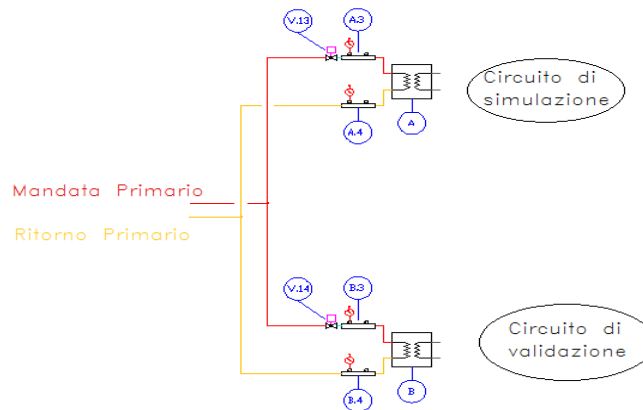 V.13
A.3
Circuito di
simulazione
A.4
A
Mandata Primario
Ritorno Primario
V.14
B.3
Circuito di
validazione
B.4
B